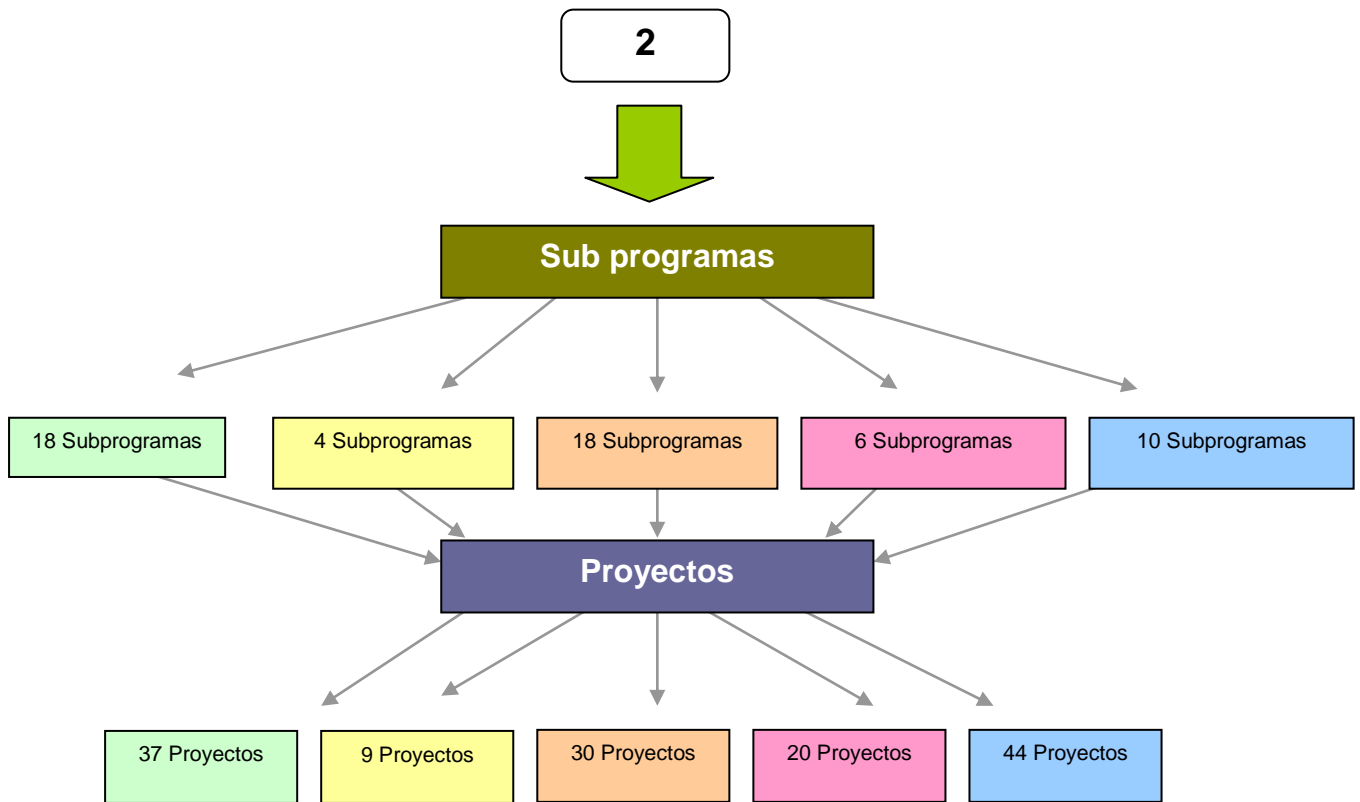 2
Sub programas
18 Subprogramas
4 Subprogramas
18 Subprogramas
6 Subprogramas
10 Subprogramas
Proyectos
37 Proyectos
9 Proyectos
30 Proyectos
20 Proyectos
44 Proyectos